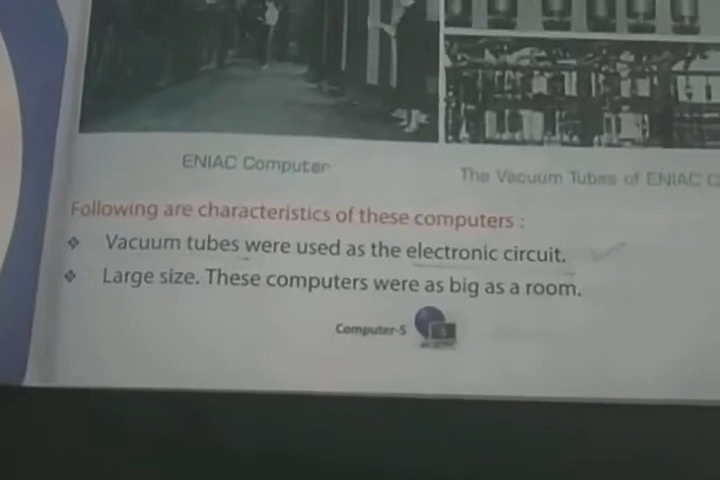 ENIAC Computer
The Vacuum Tubes of ENIAC C
Following are characteristics of these computers :
❖ Vacuum tubes were used as the electronic circuit.
❖ Large size. These computers were as big as a room.
Computer-5